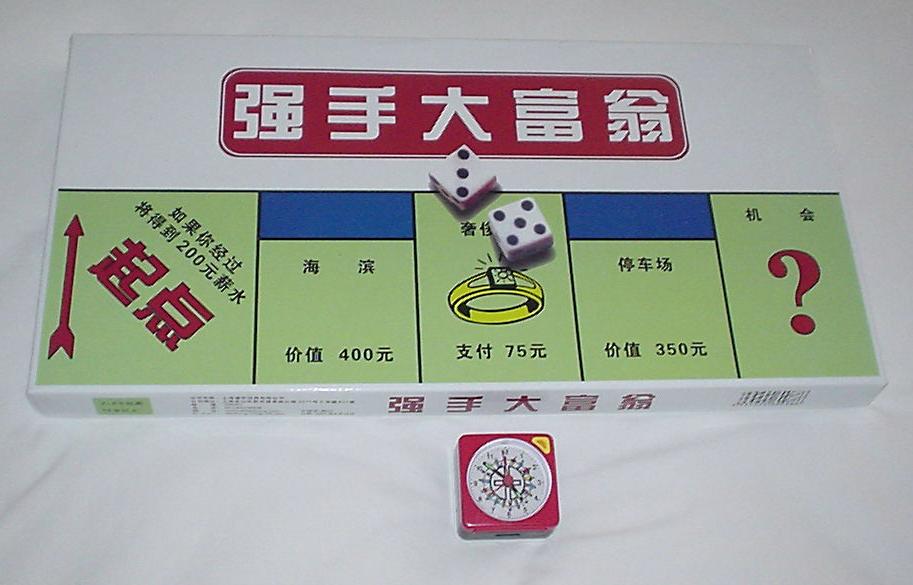 强手大富翁
如果你经过
将得到200元薪水
起点
海 滨
价值 400元
奢侈
支付 75元
停车场
价值 350元
机 会
?
强手大富翁